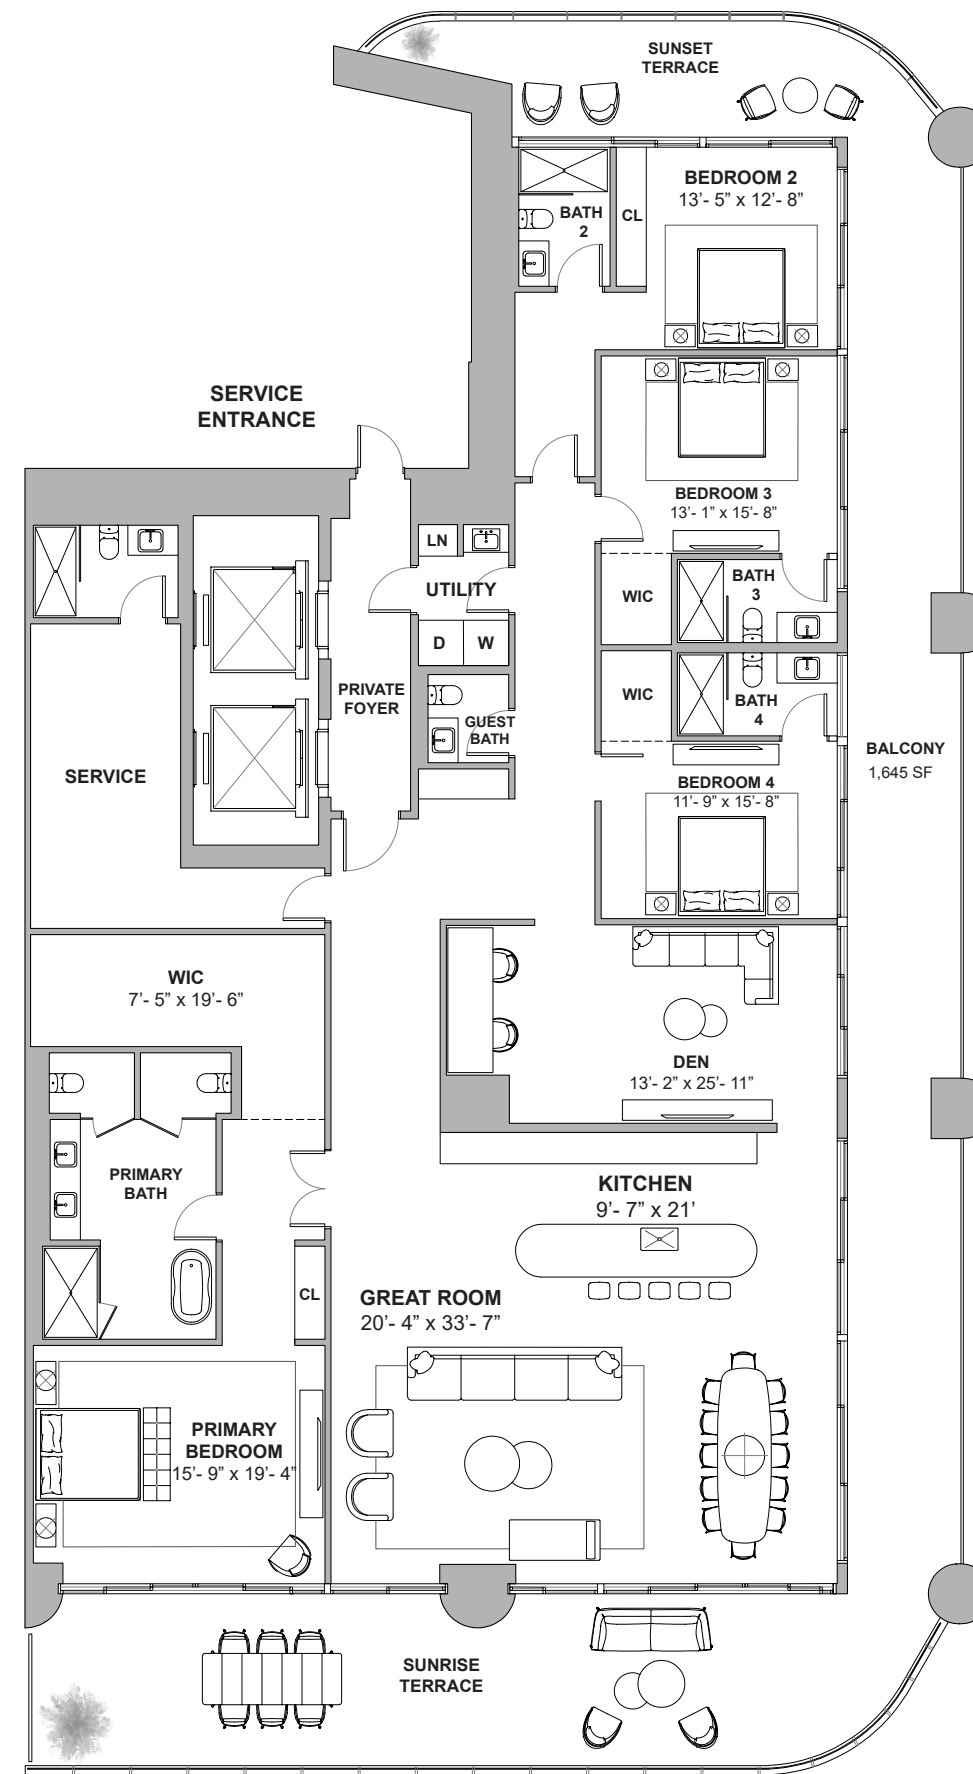 SUNSET
TERRACE
BEDROOM 2
13’- 5” x 12’- 8”
BATH
2
CL
SERVICE
ENTRANCE
BEDROOM 3
13’- 1” x 15’- 8”
LN
UTILITY
D
W
WIC
BATH
3
PRIVATE
FOYER
GUEST
BATH
WIC
BATH
4
SERVICE
BALCONY
1,645 SF
BEDROOM 4
11’- 9” x 15’- 8”
WIC
7’- 5” x 19’- 6”
DEN
13’- 2” x 25’- 11”
PRIMARY
BATH
KITCHEN
9’- 7” x 21’
CL
GREAT ROOM
20’- 4” x 33’- 7”
PRIMARY
BEDROOM
15’- 9” x 19’- 4”
SUNRISE
TERRACE